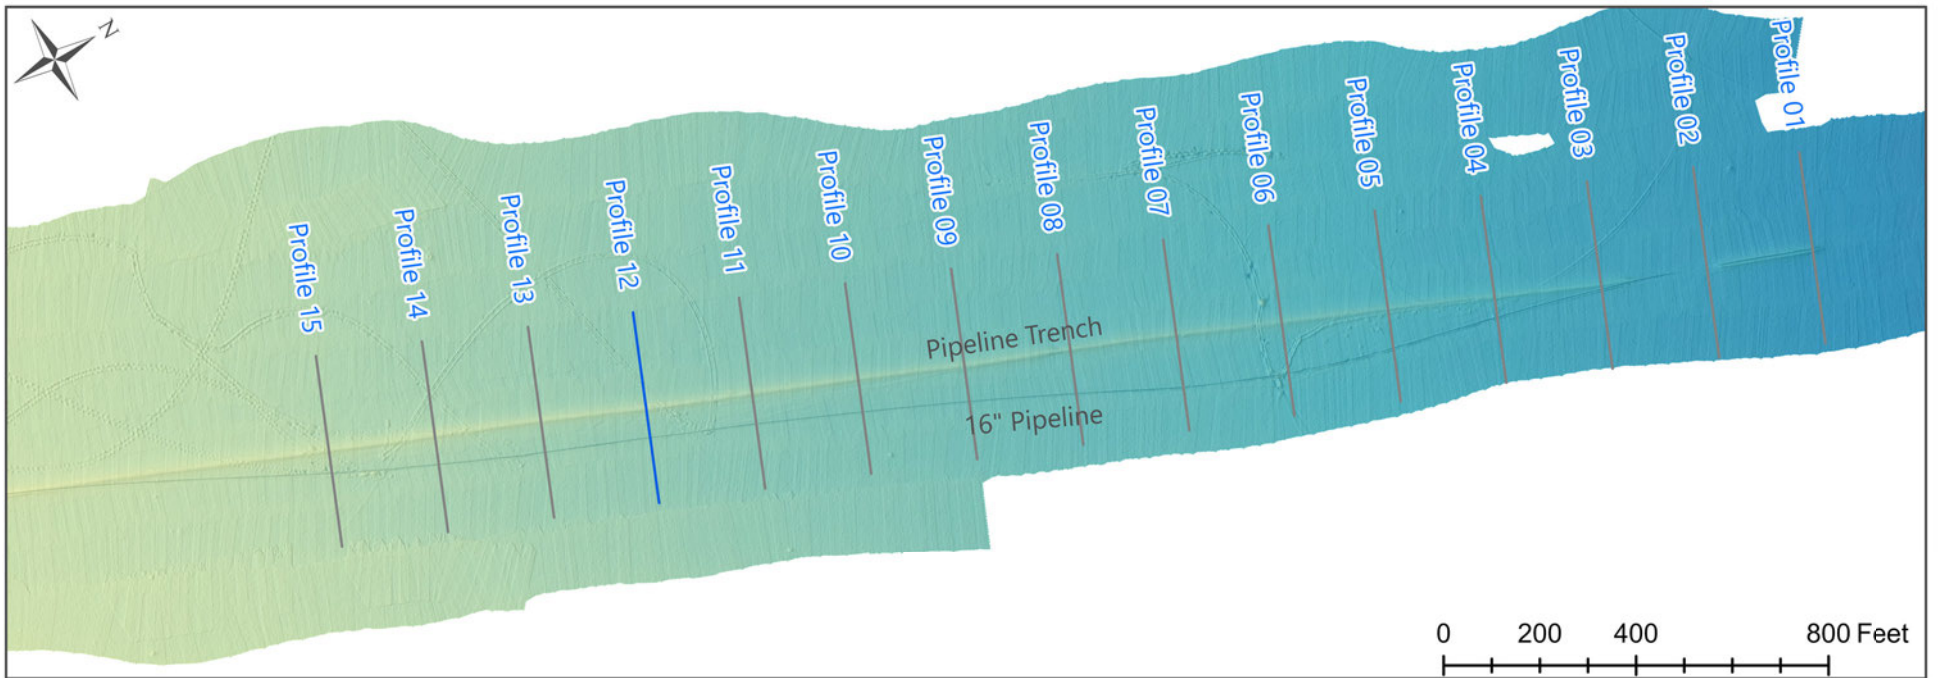 N
Profile 01
Profile 02
Profile 03
Profile 04
Profile 05
Profile 06
Profile 07
Profile 08
Profile 09
Profile 10
Profile 11
Profile 12
Profile 13
Profile 14
Profile 15
Pipeline Trench
16" Pipeline
0 200 400 800 Feet